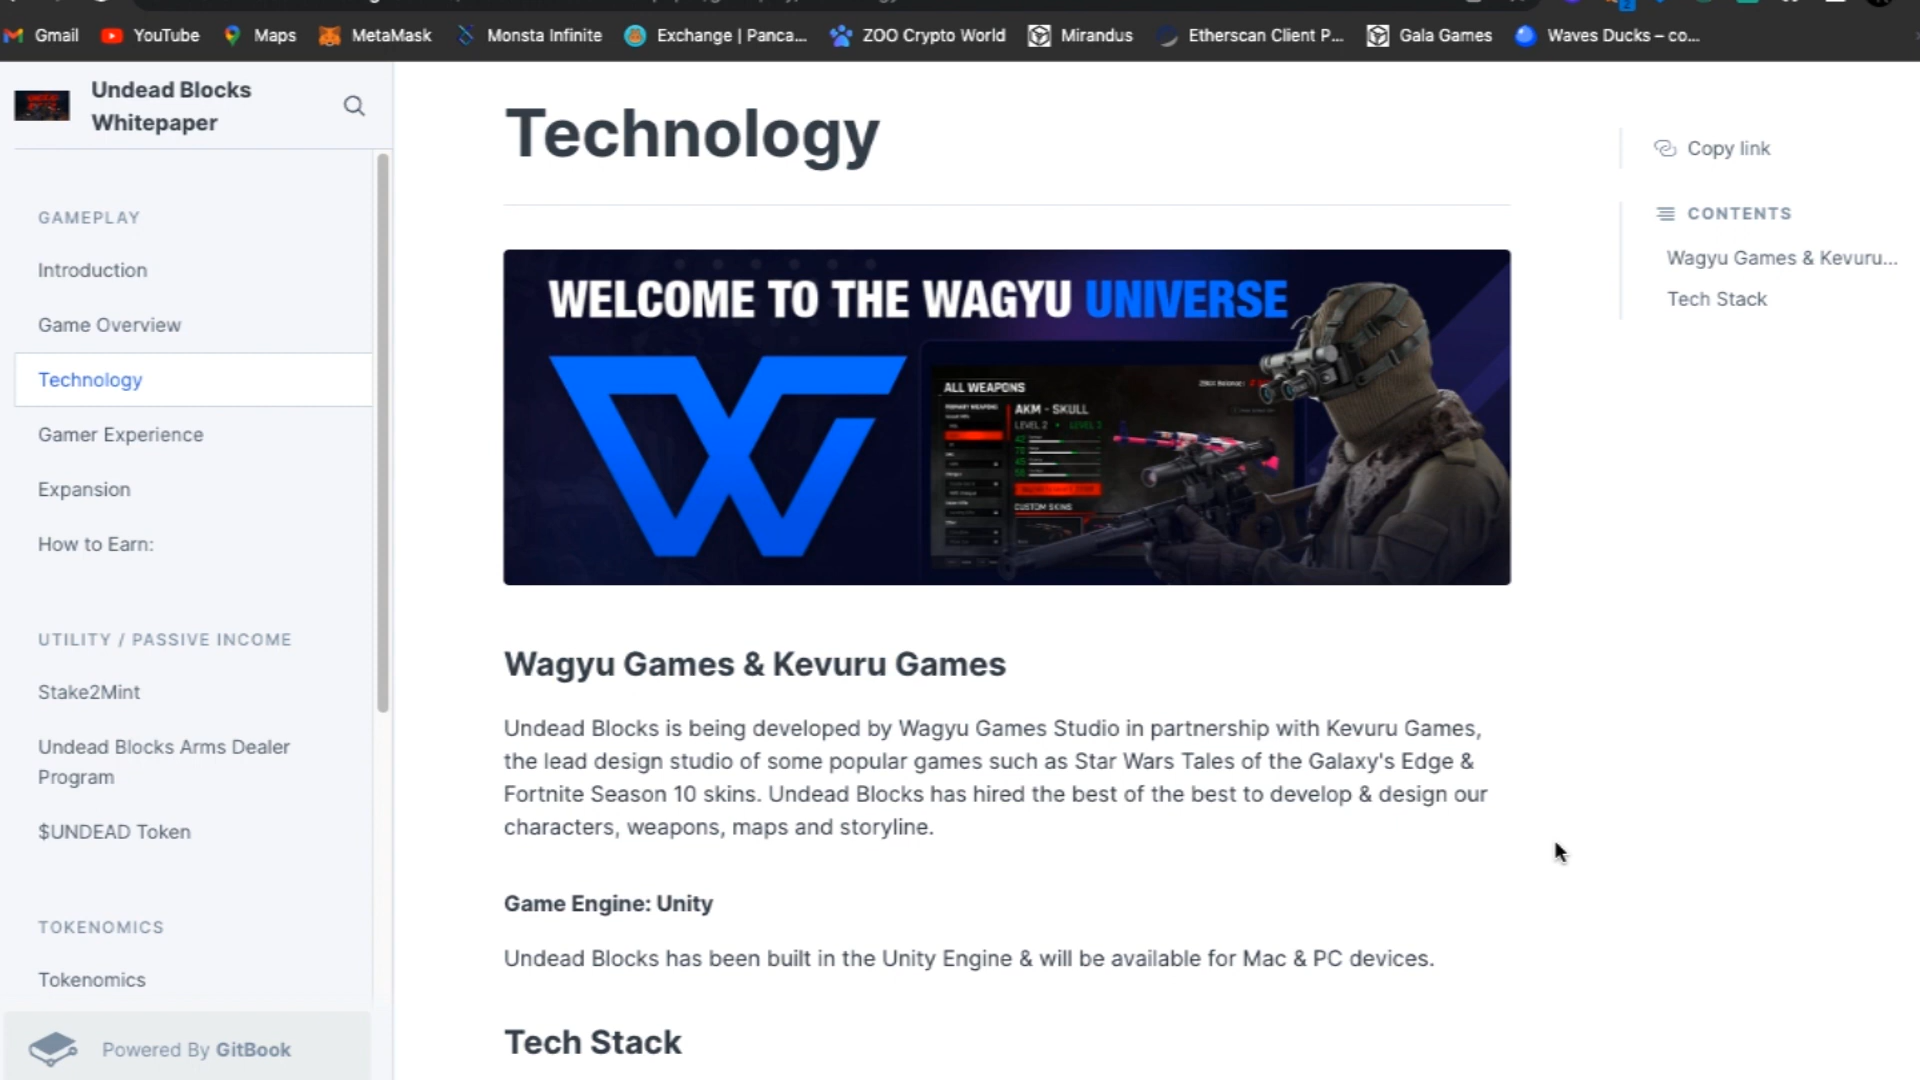 Gmail
YouTube
Maps
MetaMask
Monsta Infinite
Exchange | Panca...
ZOO Crypto World
Mirandus
Etherscan Client P...
Gala Games
Waves Ducks – co...
Undead Blocks
Whitepaper
GAMEPLAY
Introduction
Game Overview
Technology
Gamer Experience
Expansion
How to Earn:
UTILITY / PASSIVE INCOME
Stake2Mint
Undead Blocks Arms Dealer
Program
$UNDEAD Token
TOKENOMICS
Tokenomics
Powered By GitBook
Technology
WELCOME TO THE WAGYU UNIVERSE
ALL WEAPONS
AKM - SKULL
LEVEL 2 • LEVEL 3
CUSTOM SKINS
Wagyu Games & Kevuru Games
Undead Blocks is being developed by Wagyu Games Studio in partnership with Kevuru Games,
the lead design studio of some popular games such as Star Wars Tales of the Galaxy's Edge &
Fortnite Season 10 skins. Undead Blocks has hired the best of the best to develop & design our
characters, weapons, maps and storyline.
Game Engine: Unity
Undead Blocks has been built in the Unity Engine & will be available for Mac & PC devices.
Tech Stack
Copy link
CONTENTS
Wagyu Games & Kevuru...
Tech Stack